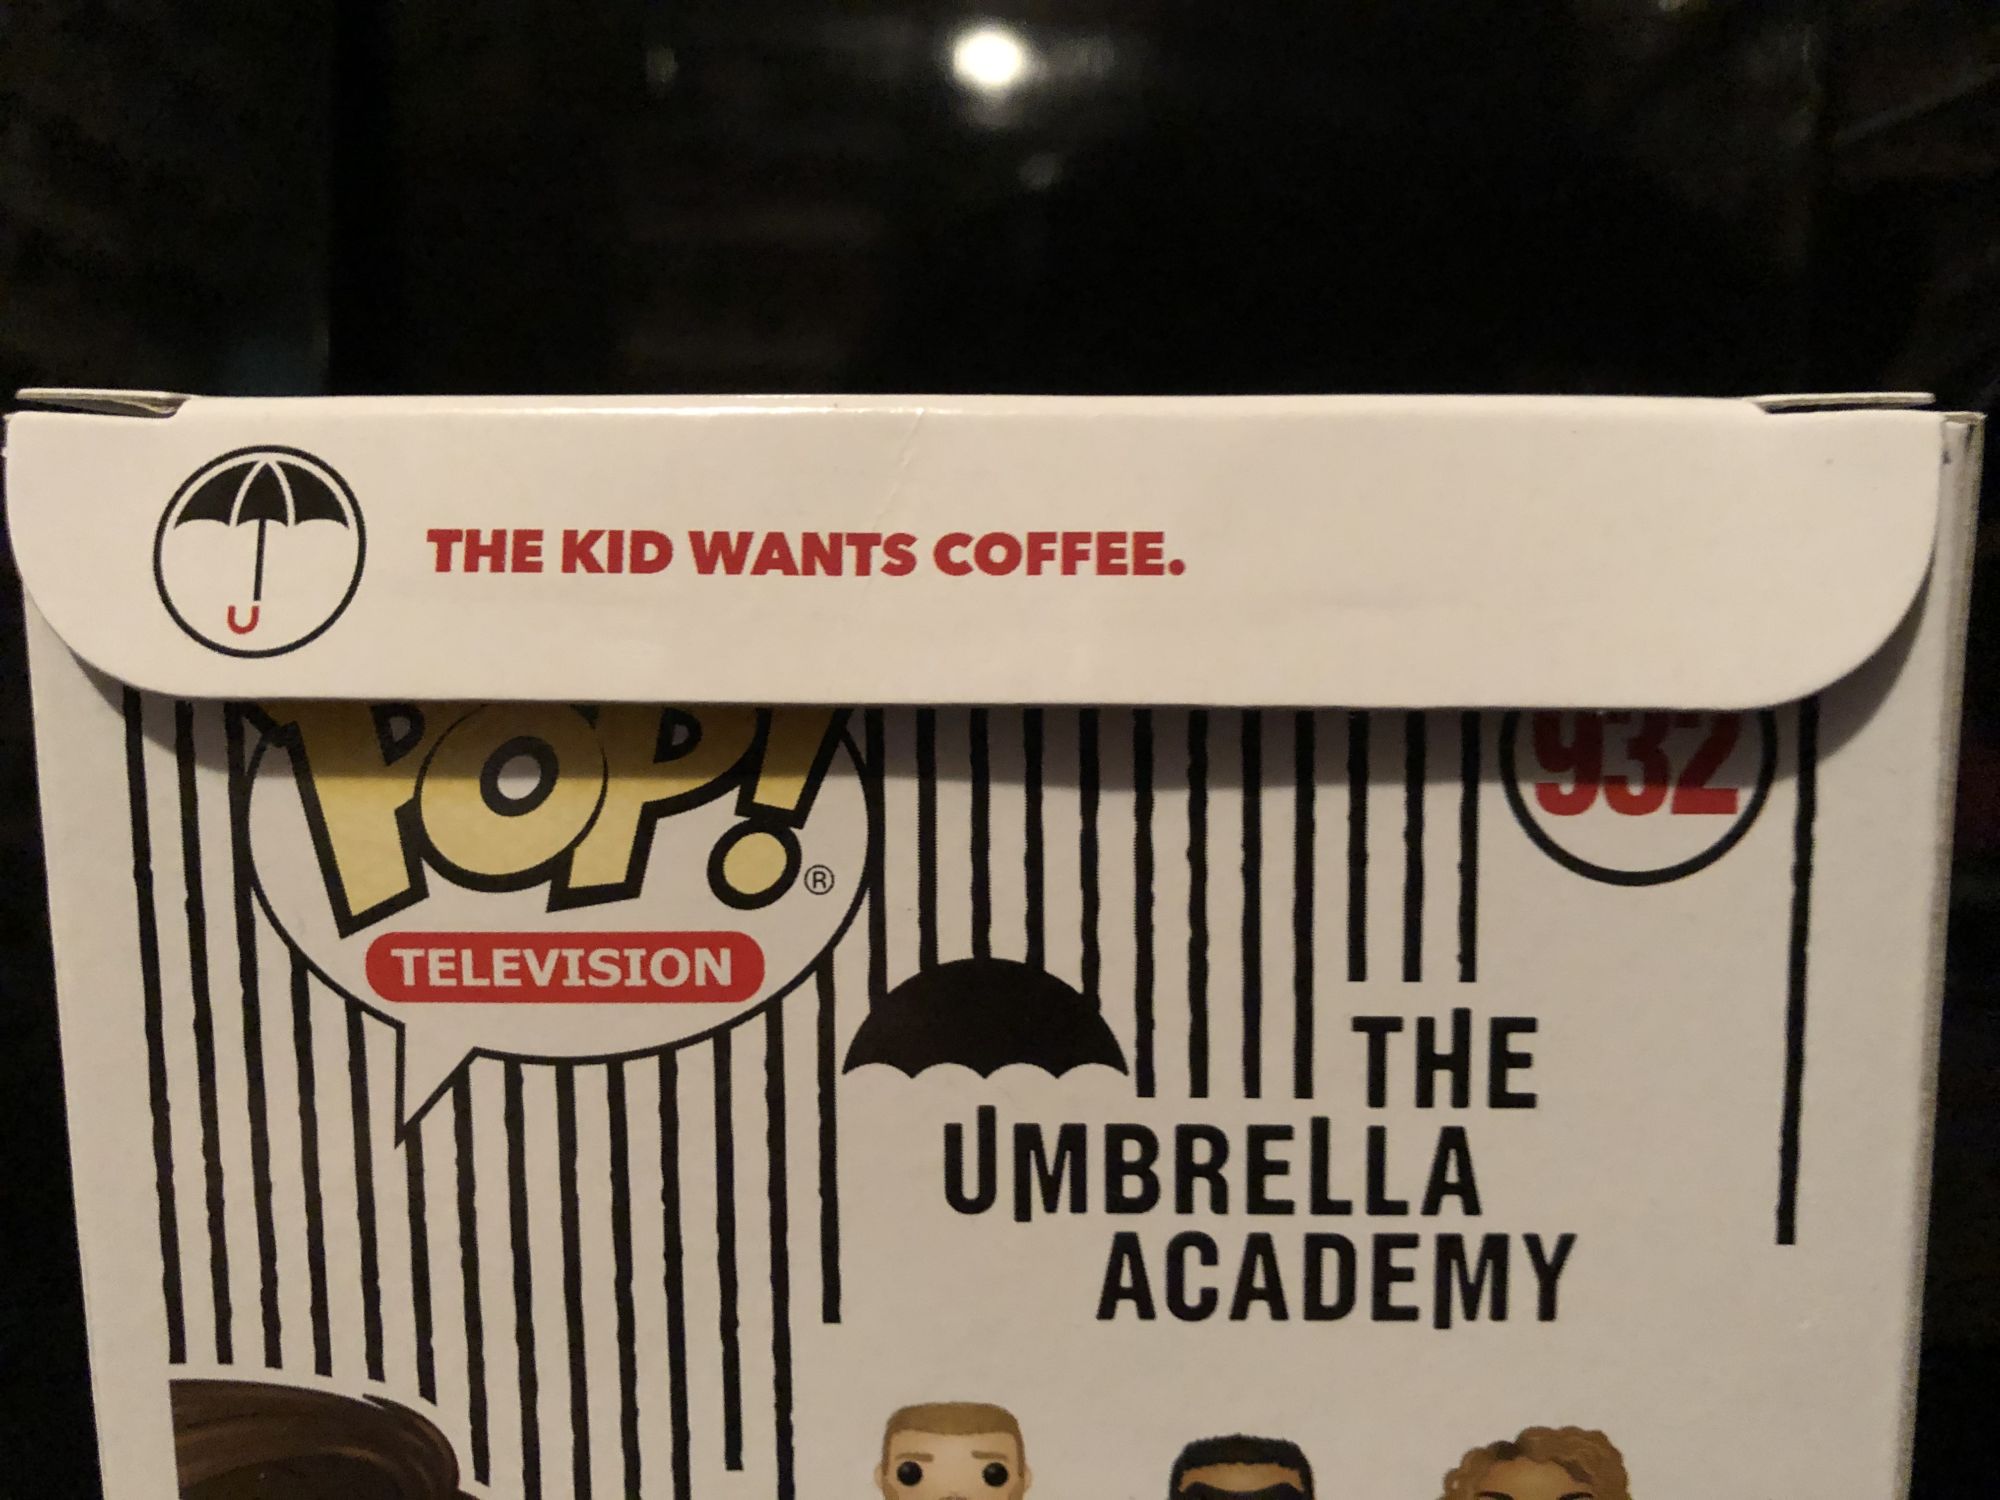 THE KID WANTS COFFEE.
POP!®
932
TELEVISION
THE
UMBRELLA
ACADEMY